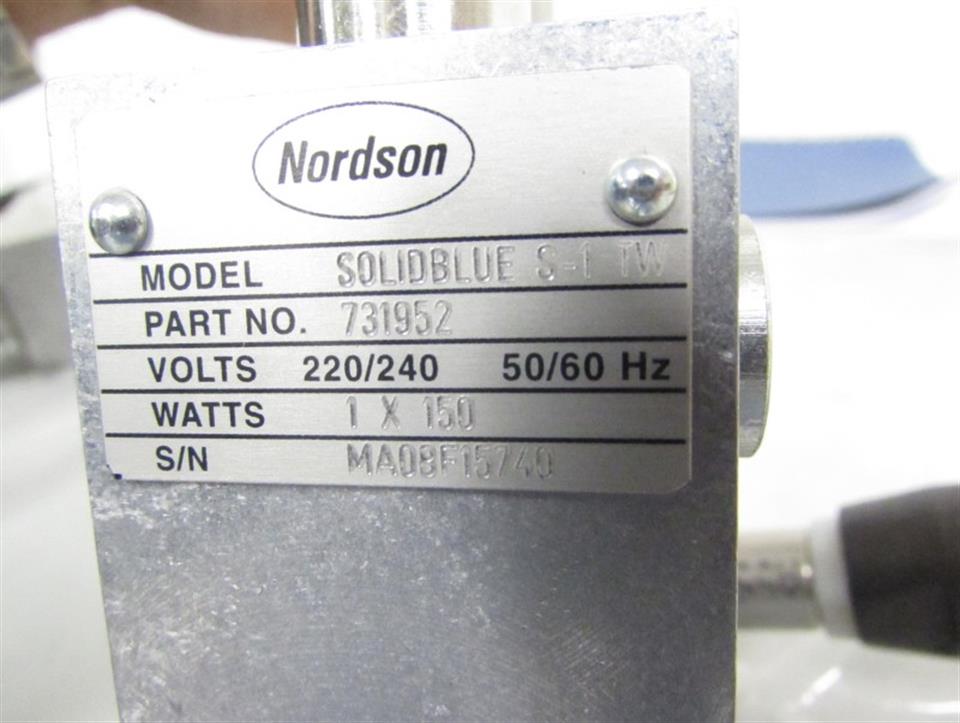 Nordson
MODEL SOLIDBLUE S-1 TW
PART NO. 731952
VOLTS 220/240 50/60 Hz
WATTS 1 X 150
S/N MA08F15740